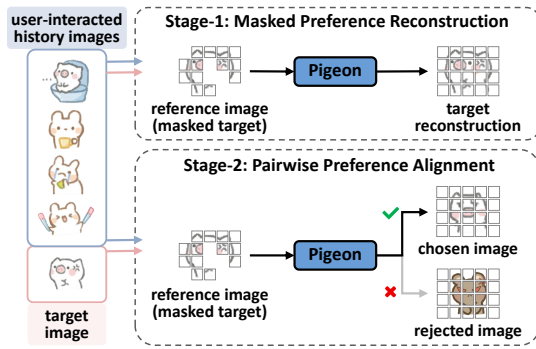 user-interacted
history images
target
image
Stage-1: Masked Preference Reconstruction
reference image
(masked target)
Pigeon
target
reconstruction
Stage-2: Pairwise Preference Alignment
reference image
(masked target)
Pigeon
chosen image
rejected image